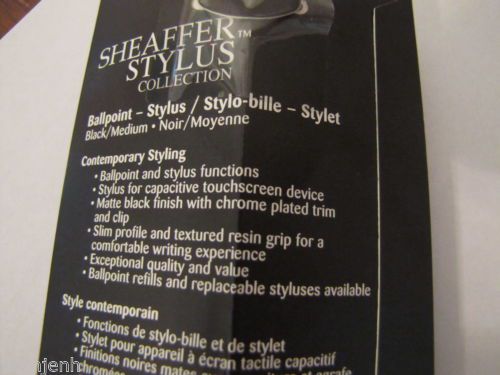 SHEAFFER™
STYLUS
COLLECTION
Ballpoint – Stylus / Stylo-bille – Stylet
Black/Medium • Noir/Moyenne
Contemporary Styling
• Ballpoint and stylus functions
• Stylus for capacitive touchscreen device
• Matte black finish with chrome plated trim
and clip
• Slim profile and textured resin grip for a
comfortable writing experience
• Exceptional quality and value
• Ballpoint refills and replaceable styluses available
Style contemporain
• Fonctions de stylo-bille et de stylet
• Stylet pour appareil à écran tactile capacitif
• Finitions noires mates